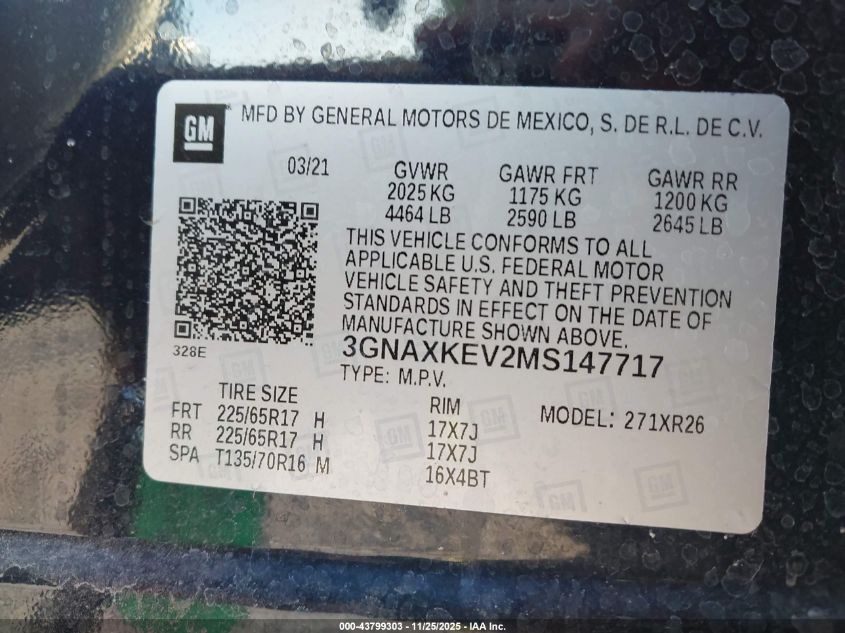 GM
MFD BY GENERAL MOTORS DE MEXICO, S. DE R.L. DE C.V.
03/21
GVWR
2025 KG
4464 LB
GAWR FRT
1175 KG
2590 LB
GAWR RR
1200 KG
2645 LB
THIS VEHICLE CONFORMS TO ALL
APPLICABLE U.S. FEDERAL MOTOR
VEHICLE SAFETY AND THEFT PREVENTION
STANDARDS IN EFFECT ON THE DATE OF
MANUFACTURE SHOWN ABOVE.
328E
3GNAXKEV2MS147717
TYPE: M.P.V.
TIRE SIZE
FRT 225/65R17 H
RR 225/65R17 H
SPA T135/70R16 M
RIM
17X7J
17X7J
16X4BT
MODEL: 271XR26
000-43799303 - 11/25/2025 - IAA Inc.